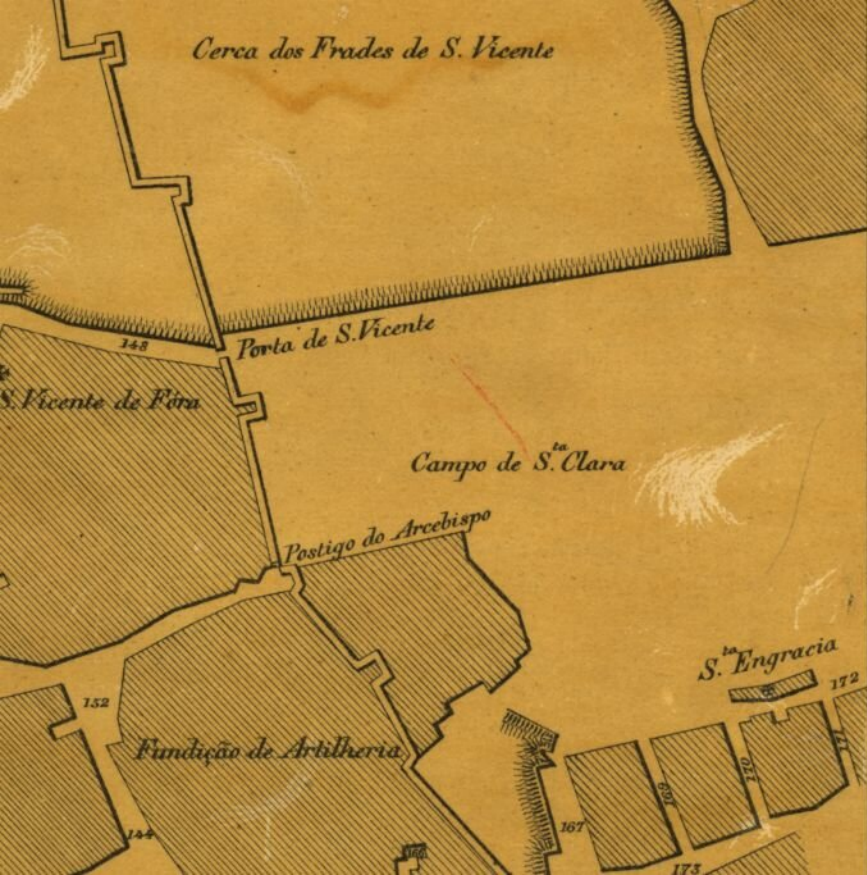 Cerca dos Frades de S. Vicente
148
Porta de S. Vicente
S. Vicente de Fóra
Campo de S.ta Clara
Postigo do Arcebispo
S.ta Engracia
172
152
Fundição de Artilheria
171
170
169
167
144
173